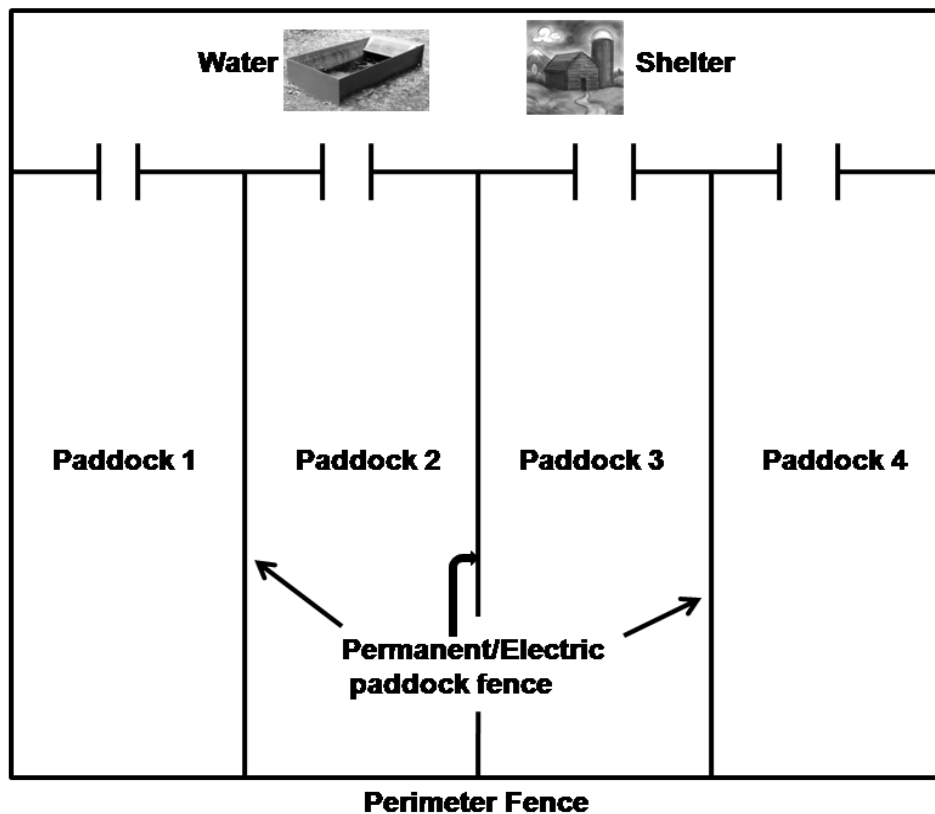 Water
Shelter
Paddock 1
Paddock 2
Paddock 3
Paddock 4
Permanent/Electric
paddock fence
Perimeter Fence